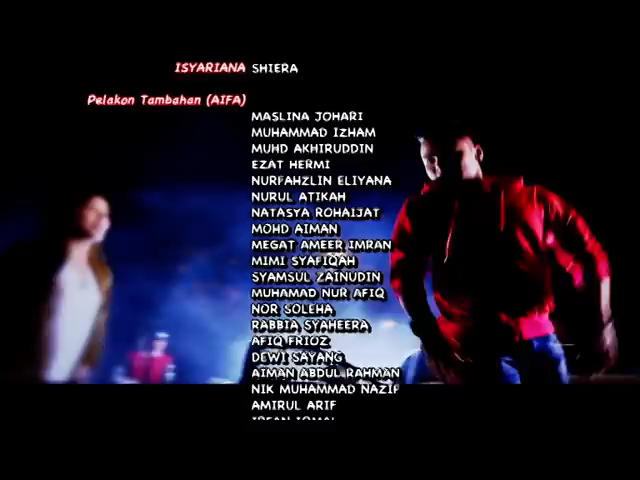 ISYARIANA SHIERA
Pelakon Tambahan (AIFA)
MASLINA JOHARI
MUHAMMAD IZHAM
MUHD AKHIRUDDIN
EZAT HERMI
NURFAHZLIN ELIYANA
NURUL ATIKAH
NATASYA ROHAIJAT
MOHD AIMAN
MEGAT AMEER IMRAN
MIMI SYAFIQAH
SYAMSUL ZAINUDIN
MUHAMAD NUR AFIQ
NOR SOLEHA
RABBIA SYAHEERA
AFIQ FRIOZ
DEWI SAYANG
AIMAN ABDUL RAHMAN
NIK MUHAMMAD NAZIF
AMIRUL ARIF